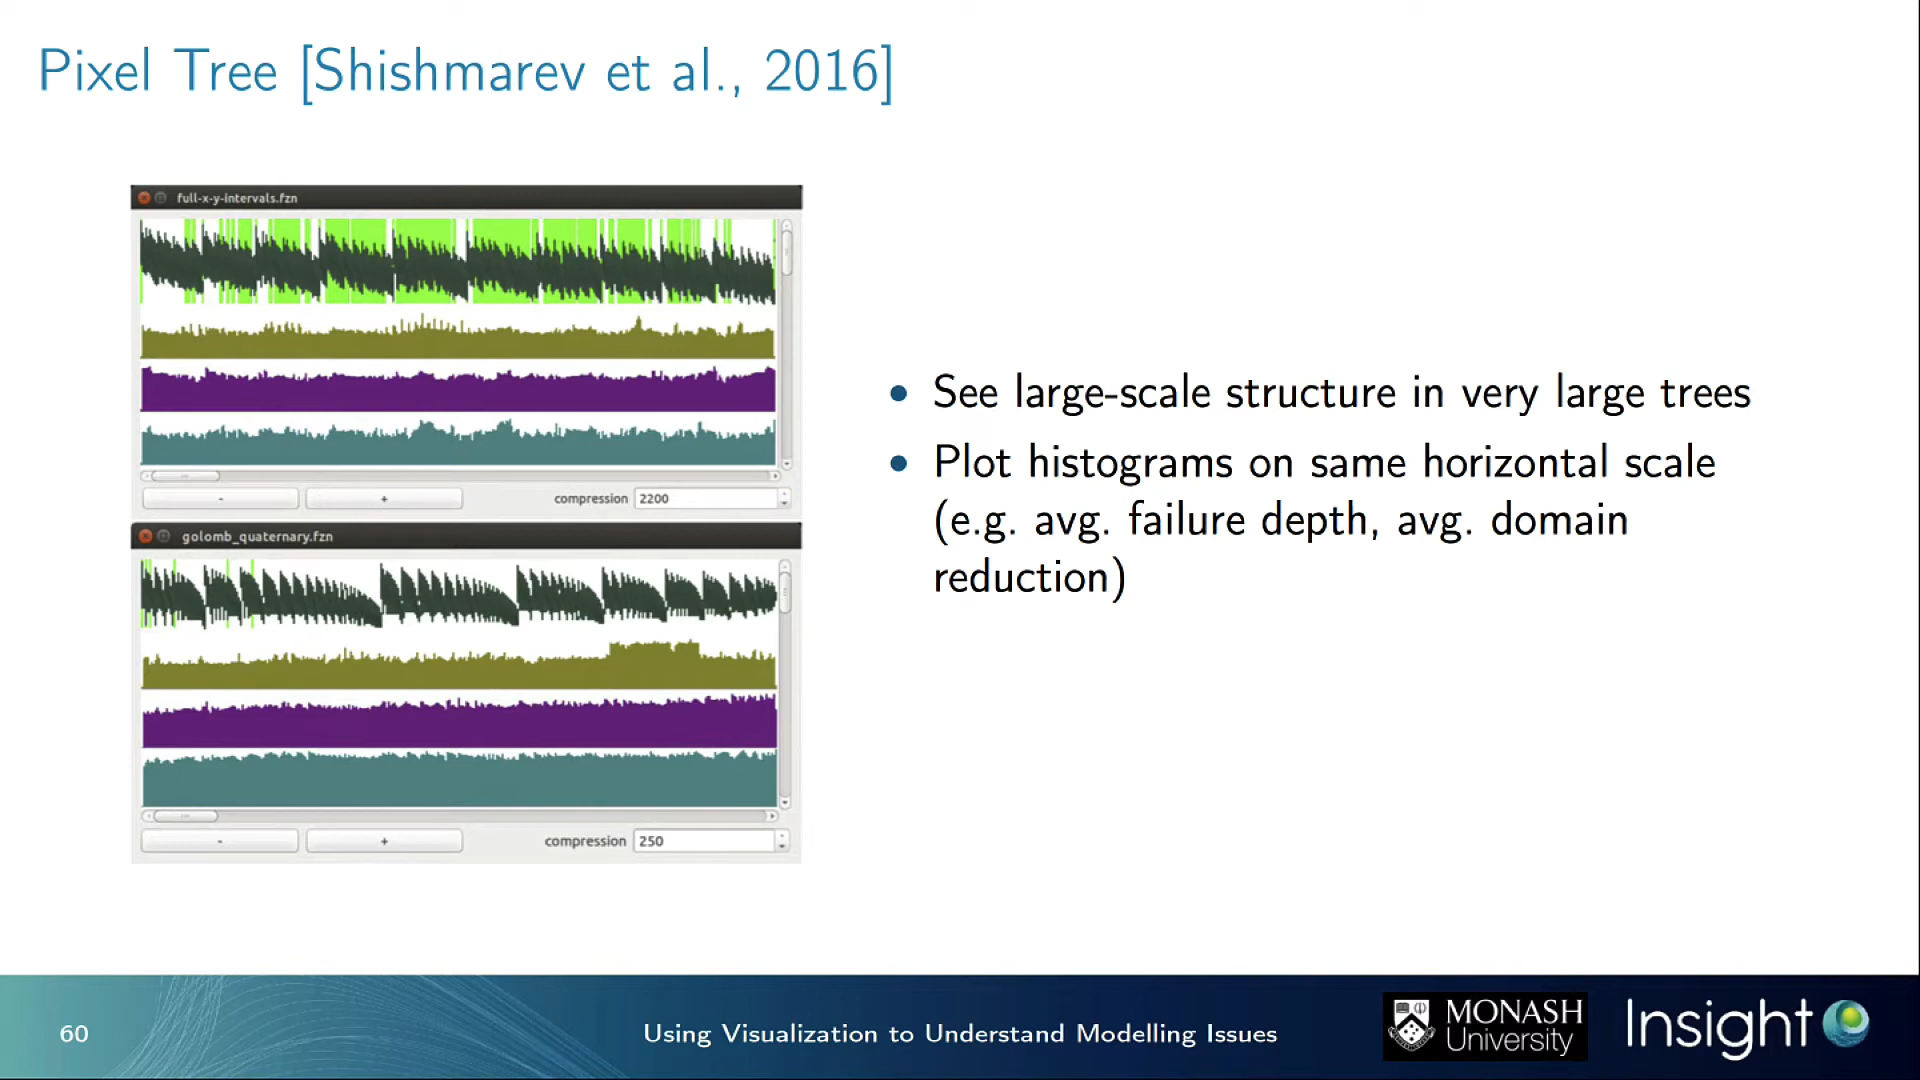 Pixel Tree [Shishmarev et al., 2016]
full-x-y-intervals.fzn
- + compression 2200
golomb_quaternary.fzn
- + compression 250
• See large-scale structure in very large trees
• Plot histograms on same horizontal scale
(e.g. avg. failure depth, avg. domain
reduction)
60
Using Visualization to Understand Modelling Issues
MONASH
University
Insight